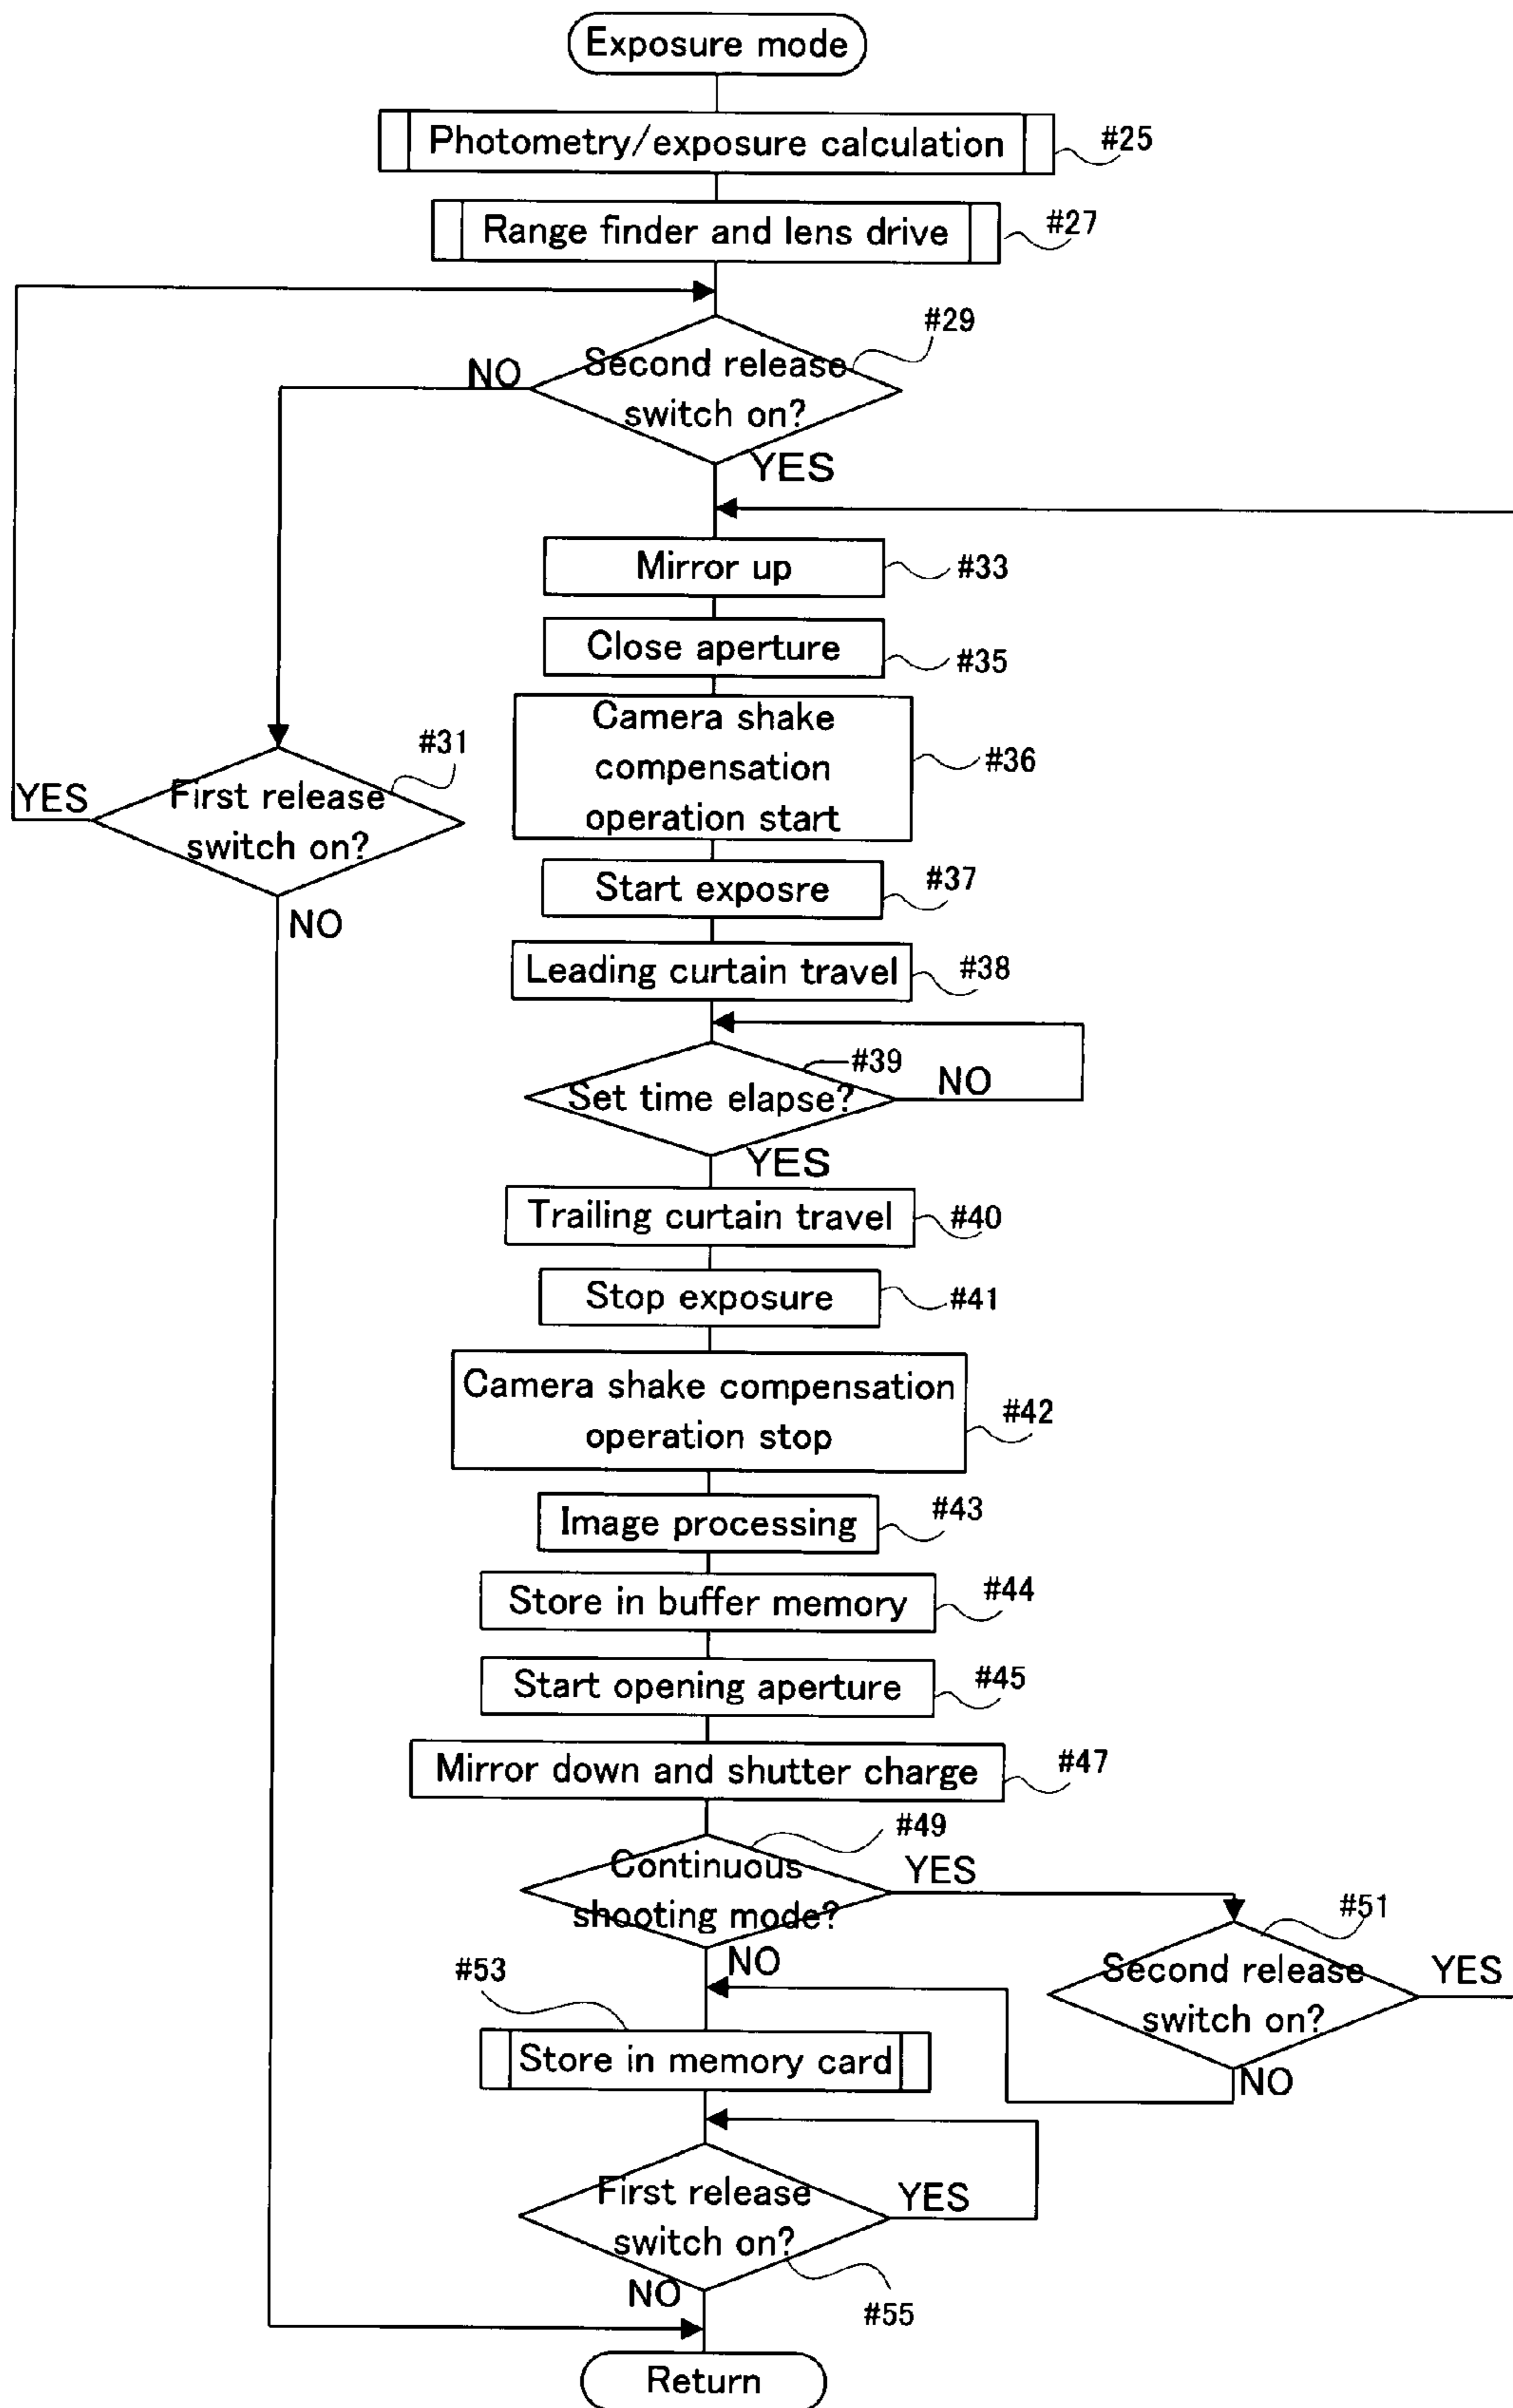 Exposure mode
Photometry/exposure calculation
#25
Range finder and lens drive
#27
#29
Second release
switch on?
NO
YES
Mirror up
#33
Close aperture
#35
Camera shake
compensation
operation start
#36
#31
First release
switch on?
YES
NO
Start exposre
#37
Leading curtain travel
#38
#39
Set time elapse?
NO
YES
Trailing curtain travel
#40
Stop exposure
#41
Camera shake compensation
operation stop
#42
Image processing
#43
Store in buffer memory
#44
Start opening aperture
#45
Mirror down and shutter charge
#47
#49
Continuous
shooting mode?
YES
NO
#51
Second release
switch on?
YES
NO
#53
Store in memory card
First release
switch on?
YES
NO
#55
Return